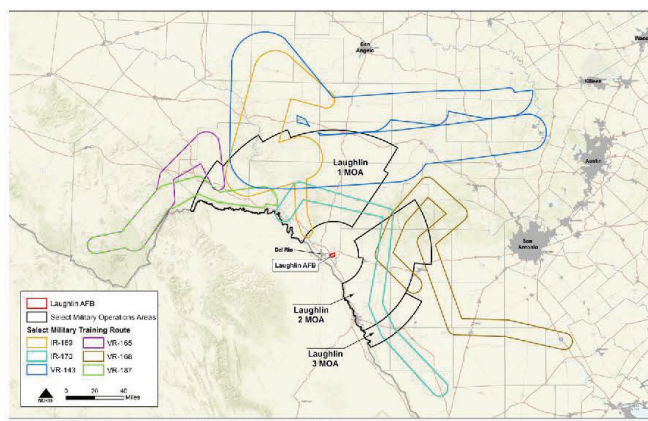 San
Angelo
Waco
Killeen
Laughlin
1 MOA
Austin
San
Antonio
Del Rio
Laughlin AFB
Laughlin
2 MOA
Laughlin
3 MOA
Laughlin AFB
Select Military Operations Areas
Select Military Training Route
IR-169
VR-165
IR-170
VR-168
VR-143
VR-187
NORTH
0 20 40
Miles